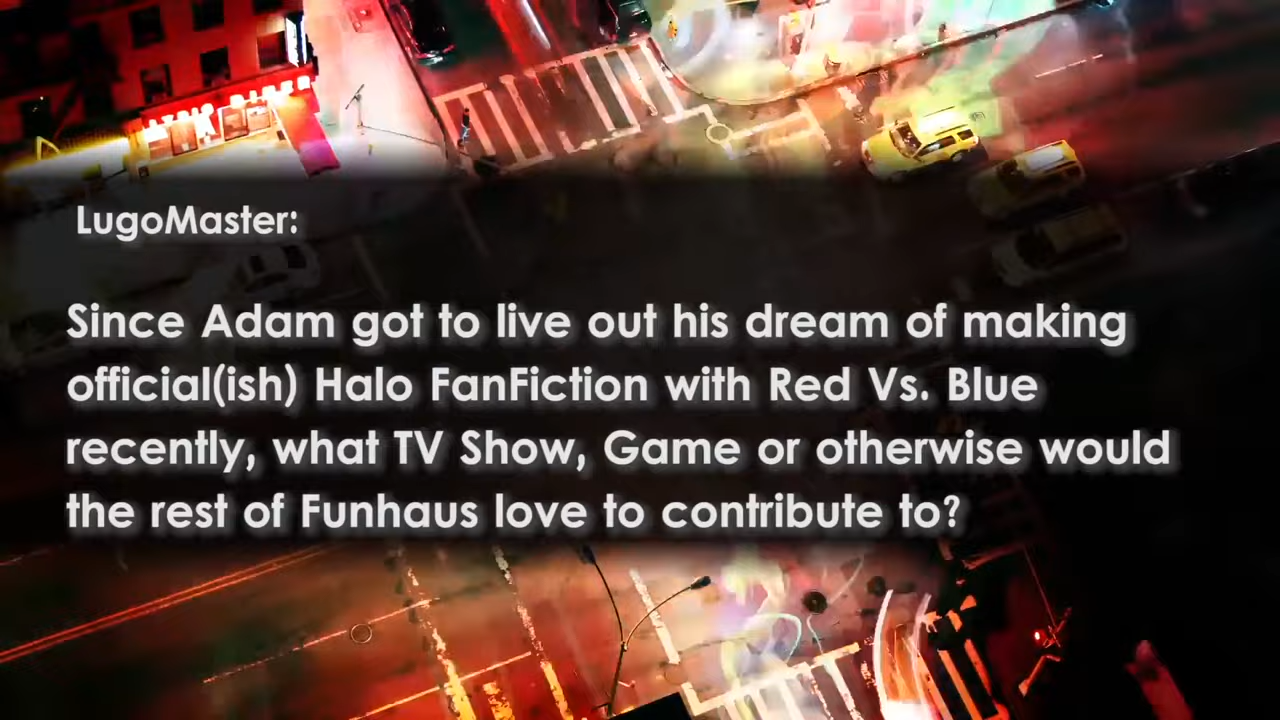 LugoMaster:
Since Adam got to live out his dream of making
official(ish) Halo FanFiction with Red Vs. Blue
recently, what TV Show, Game or otherwise would
the rest of Funhaus love to contribute to?